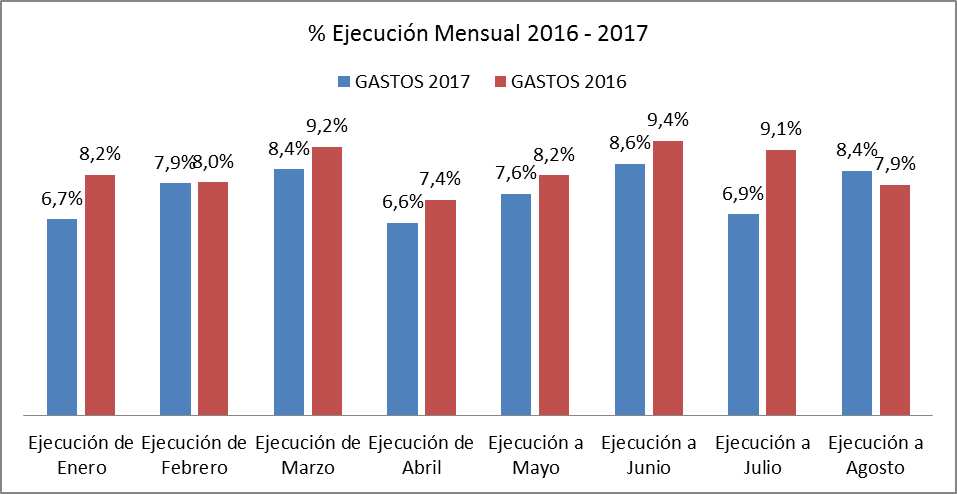 % Ejecución Mensual 2016 - 2017
GASTOS 2017 GASTOS 2016
6,7% 8,2% 7,9% 8,0% 8,4% 9,2% 6,6% 7,4% 7,6% 8,2% 8,6% 9,4% 6,9% 9,1% 8,4% 7,9%
Ejecución de Ejecución de Ejecución de Ejecución de Ejecución a Ejecución a Ejecución a Ejecución a
Enero Febrero Marzo Abril Mayo Junio Julio Agosto